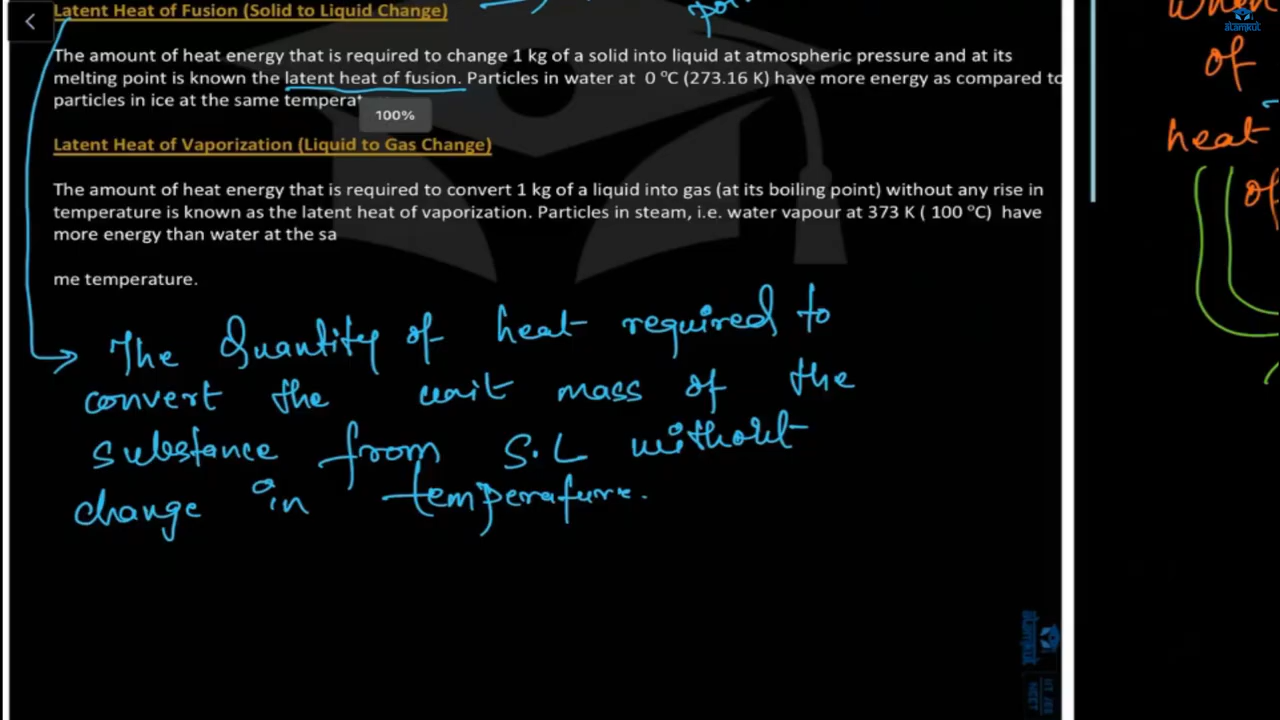 Latent Heat of Fusion (Solid to Liquid Change)
The amount of heat energy that is required to change 1 kg of a solid into liquid at atmospheric pressure and at its
melting point is known the latent heat of fusion. Particles in water at 0 °C (273.16 K) have more energy as compared to
particles in ice at the same temperat
100%
Latent Heat of Vaporization (Liquid to Gas Change)
The amount of heat energy that is required to convert 1 kg of a liquid into gas (at its boiling point) without any rise in
temperature is known as the latent heat of vaporization. Particles in steam, i.e. water vapour at 373 K ( 100 °C) have
more energy than water at the sa
me temperature.
The Quantity of heat required to
convert the unit mass of the
substance from S.L without
change in temperature.
when
of
heat
of
atamkul
atamkul
IIT JEE
NEET